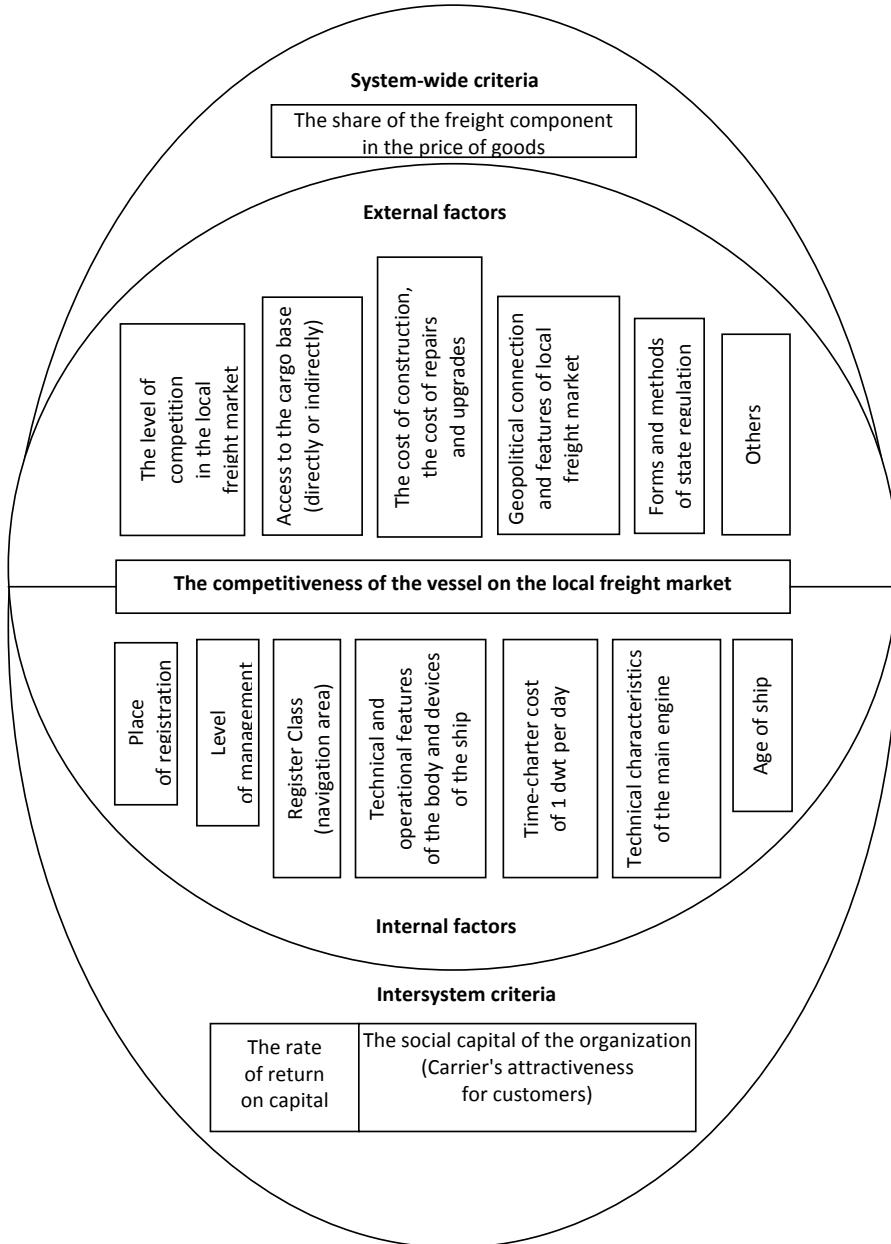 System-wide criteria
The share of the freight component
in the price of goods
External factors
The level of
competition
in the local
freight market
Access to the cargo base
(directly or indirectly)
The cost of construction,
the cost of repairs
and upgrades
Geopolitical connection
and features of local
freight market
Forms and methods
of state regulation
Others
The competitiveness of the vessel on the local freight market
Place
of registration
Level
of management
Register Class
(navigation area)
Technical and
operational features
of the body and devices
of the ship
Time-charter cost
of 1 dwt per day
Technical characteristics
of the main engine
Age of ship
Internal factors
Intersystem criteria
The rate
of return
on capital
The social capital of the organization
(Carrier's attractiveness
for customers)